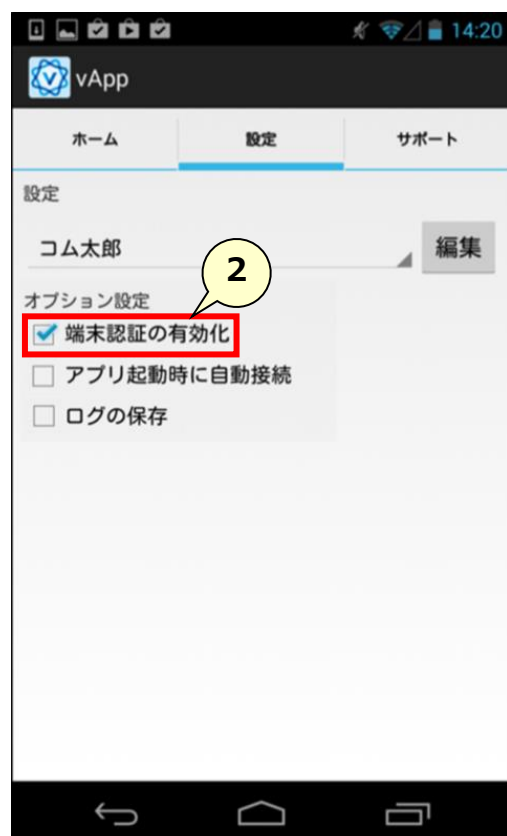 14:20
vApp
ホーム 設定 サポート
設定
コム太郎 編集
2
オプション設定
端末認証の有効化
アプリ起動時に自動接続
ログの保存